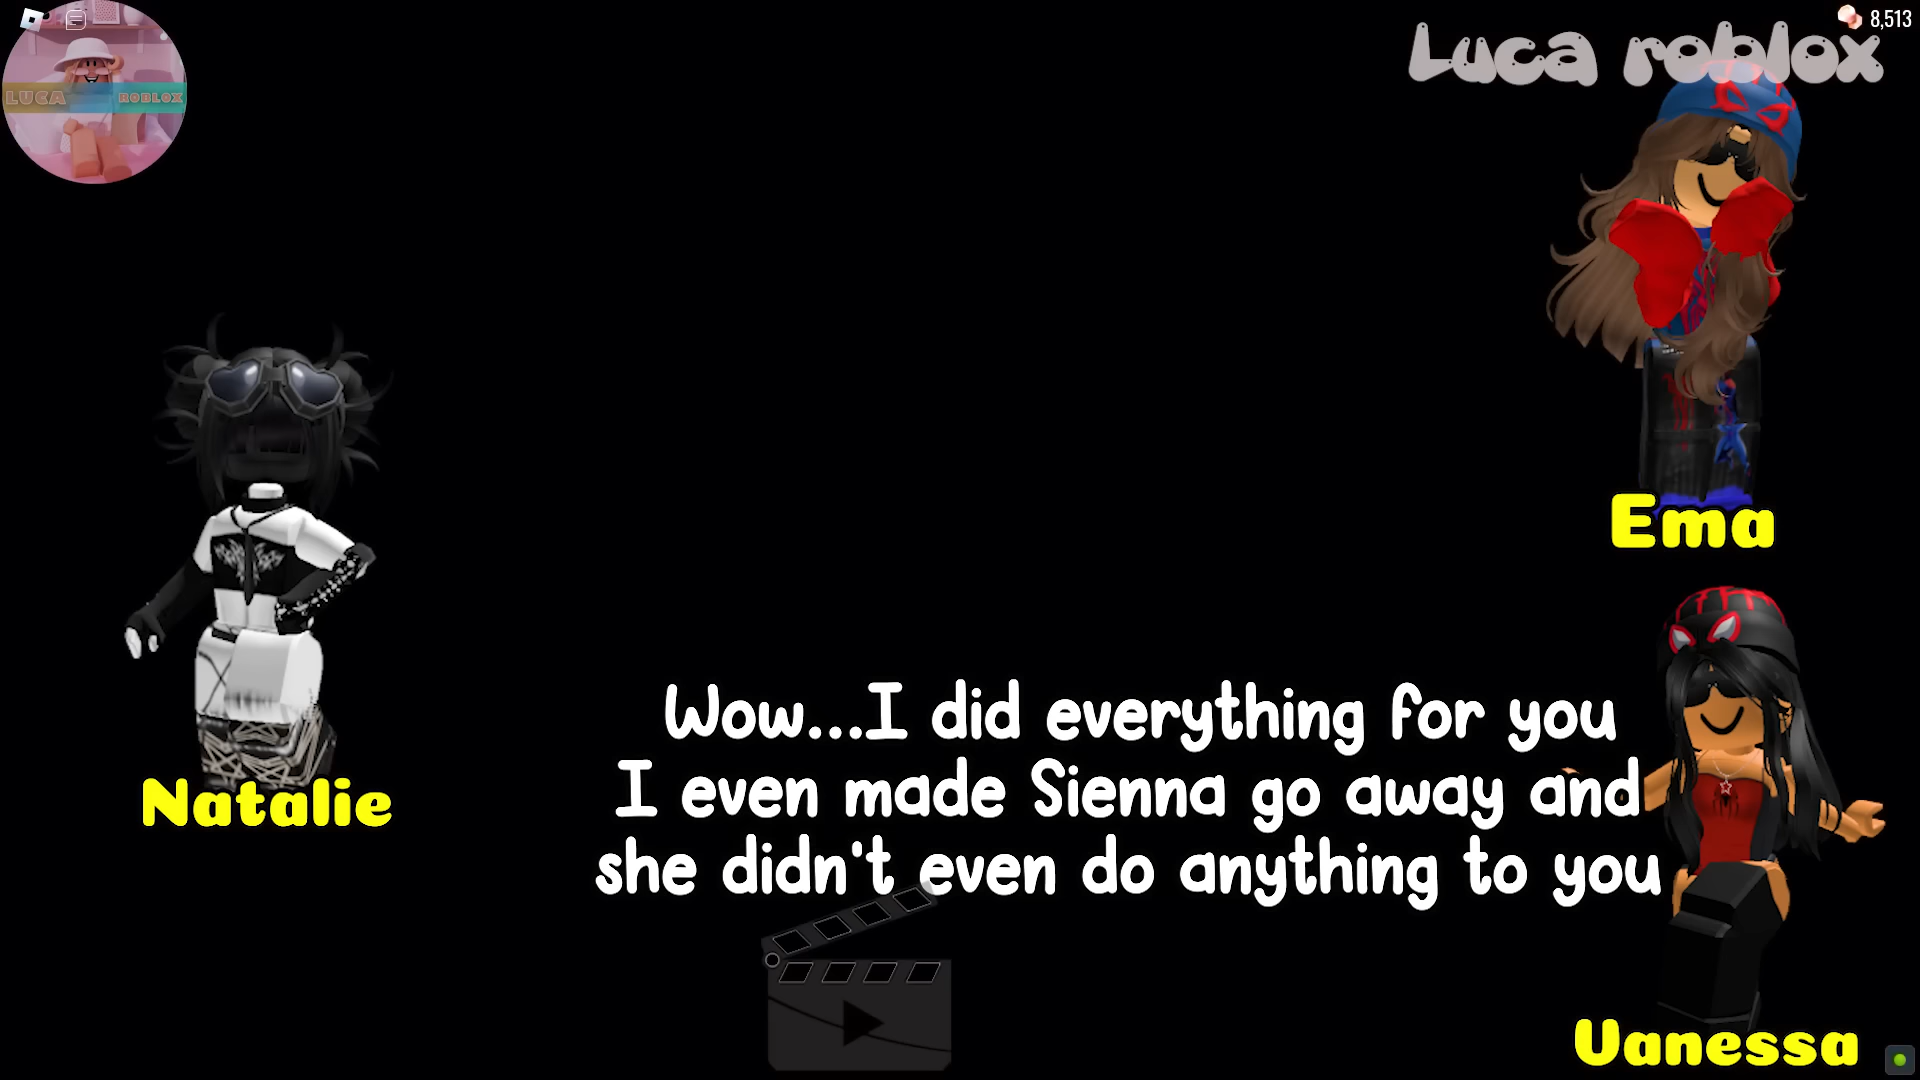 LUCA ROBLOX
8,513
Luca roblox
Ema
Natalie
Wow...I did everything for you
I even made Sienna go away and
she didn't even do anything to you
Vanessa